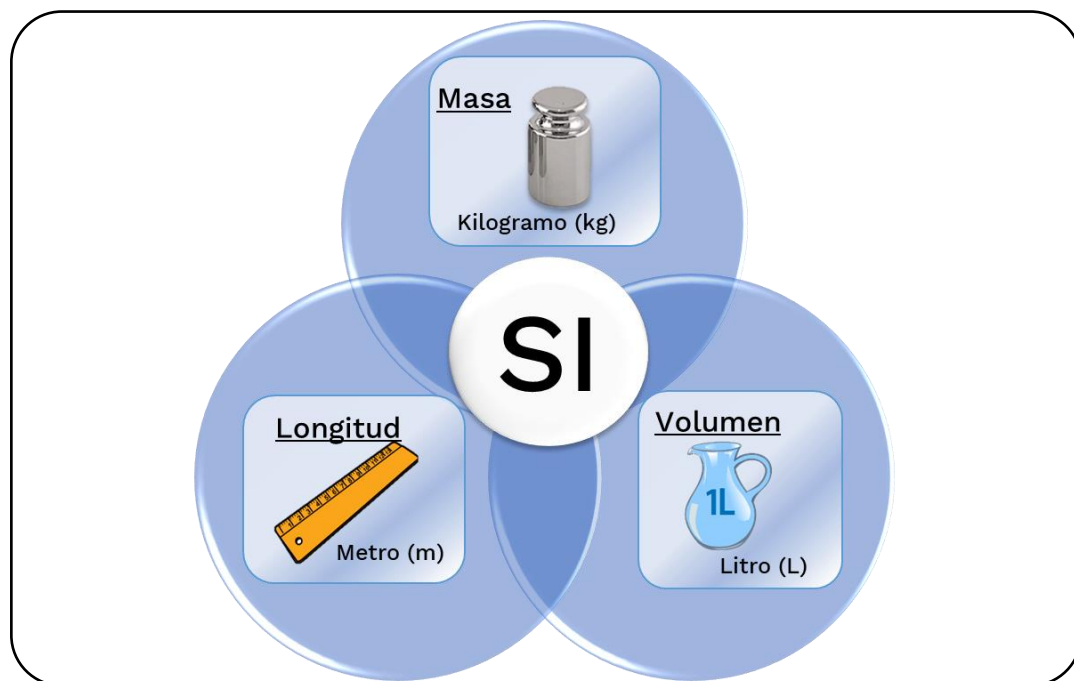 Masa
Kilogramo (kg)
SI
Longitud
Metro (m)
Volumen
1L
Litro (L)